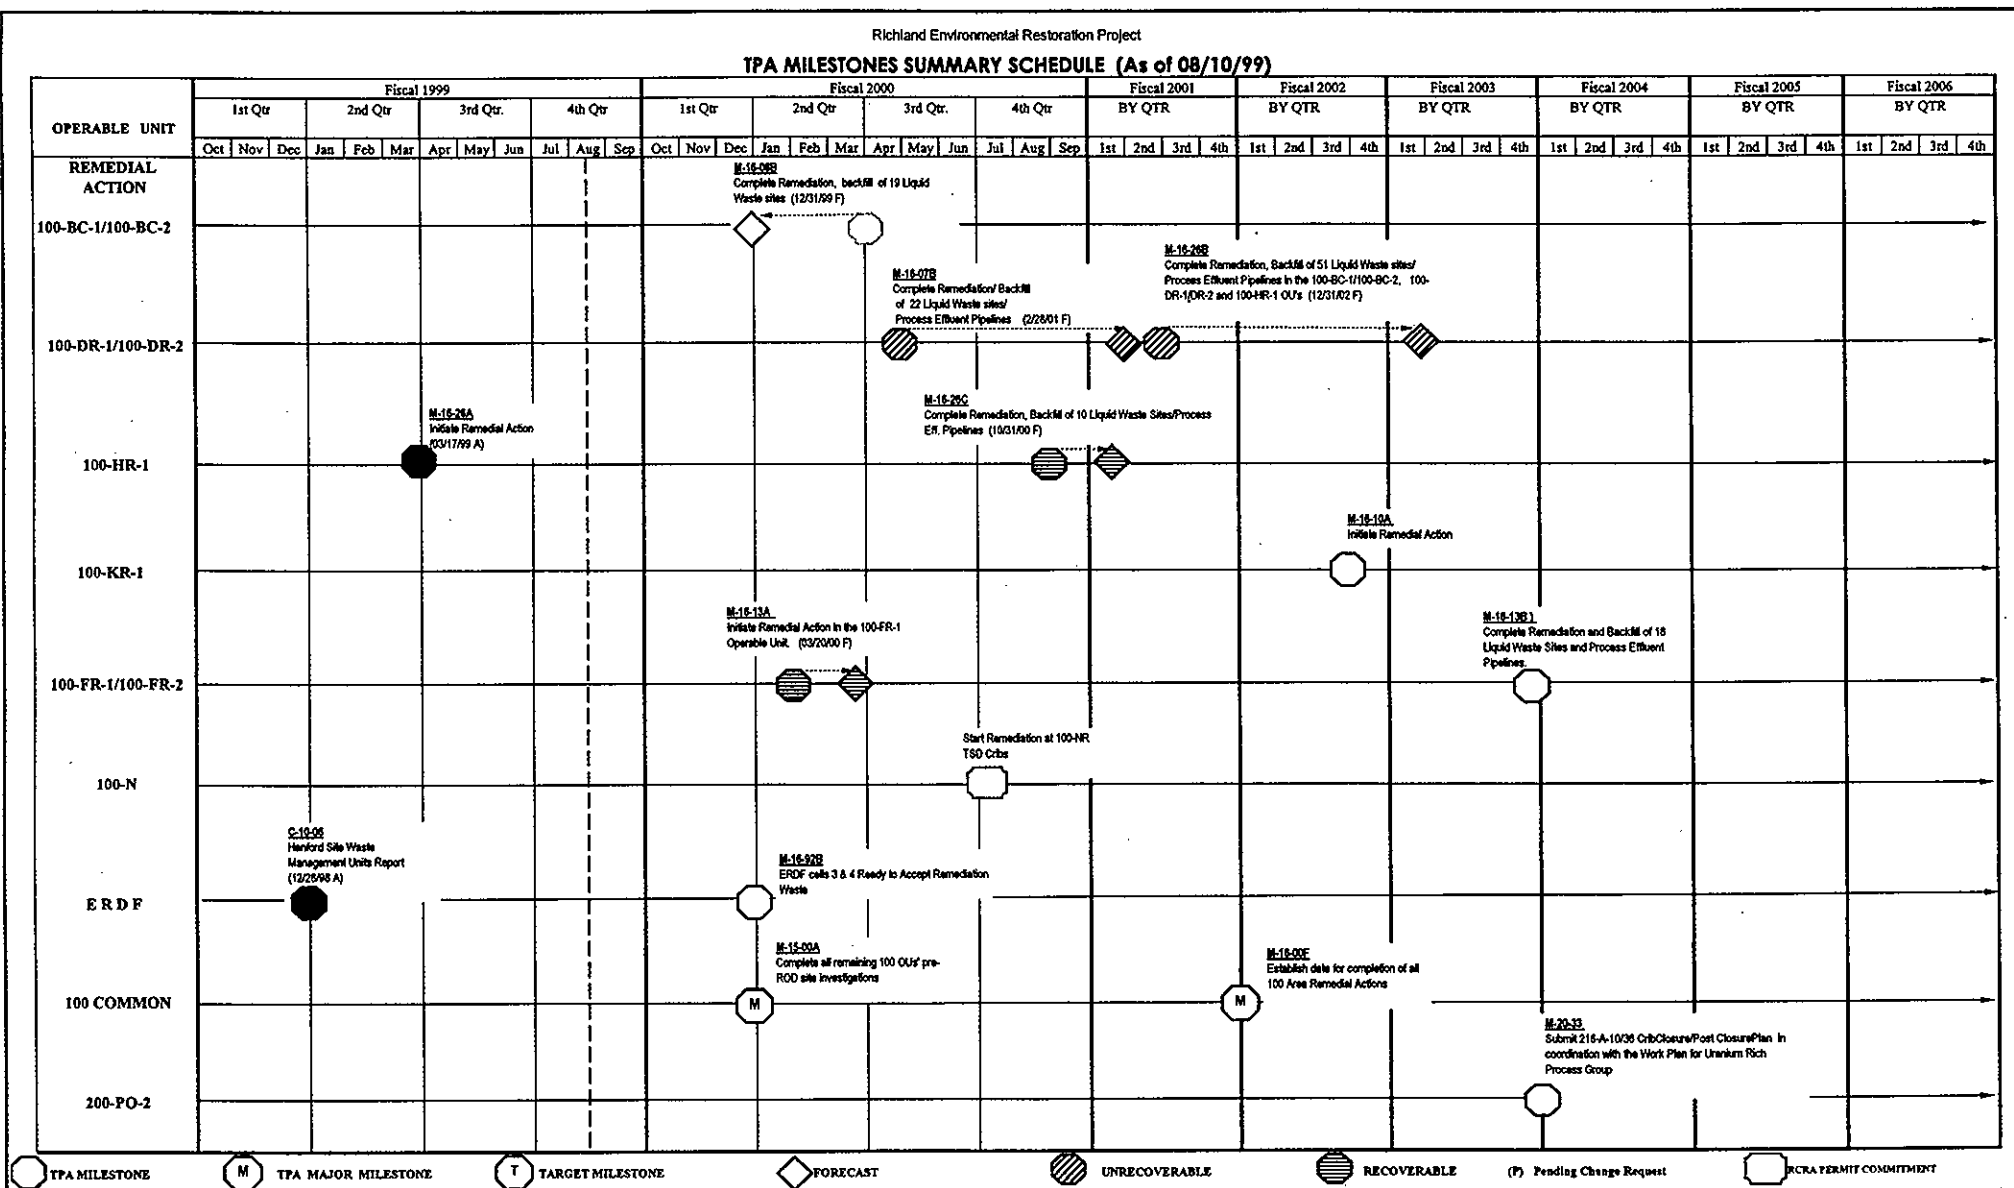 Richland Environmental Restoration Project
TPA MILESTONES SUMMARY SCHEDULE (As of 08/10/99)
OPERABLE UNIT
Fiscal 1999
Fiscal 2000
Fiscal 2001
Fiscal 2002
Fiscal 2003
Fiscal 2004
Fiscal 2005
Fiscal 2006
1st Qtr
2nd Qtr
3rd Qtr.
4th Qtr
1st Qtr
2nd Qtr
3rd Qtr.
4th Qtr
BY QTR
BY QTR
BY QTR
BY QTR
BY QTR
BY QTR
Oct Nov Dec Jan Feb Mar Apr May Jun Jul Aug Sep Oct Nov Dec Jan Feb Mar Apr May Jun Jul Aug Sep 1st 2nd 3rd 4th 1st 2nd 3rd 4th 1st 2nd 3rd 4th 1st 2nd 3rd 4th 1st 2nd 3rd 4th 1st 2nd 3rd 4th
REMEDIAL
ACTION
M-16-06B
Complete Remediation, backfill of 19 Liquid
Waste sites (12/31/99 F)
100-BC-1/100-BC-2
M-16-07B
Complete Remediation/ Backfill
of 22 Liquid Waste sites/
Process Effluent Pipelines (2/28/01 F)
M-16-26B
Complete Remediation, Backfill of 51 Liquid Waste sites/
Process Effluent Pipelines in the 100-BC-1/100-BC-2, 100-
DR-1/DR-2 and 100-HR-1 OU's (12/31/02 F)
100-DR-1/100-DR-2
M-16-26A
Initiate Remedial Action
(03/17/99 A)
M-16-26C
Complete Remediation, Backfill of 10 Liquid Waste Sites/Process
Eff. Pipelines (10/31/00 F)
100-HR-1
M-16-10A
Initiate Remedial Action
100-KR-1
M-16-13A
Initiate Remedial Action in the 100-FR-1
Operable Unit. (03/20/00 F)
M-16-13B1
Complete Remediation and Backfill of 16
Liquid Waste Sites and Process Effluent
Pipelines.
100-FR-1/100-FR-2
Start Remediation at 100-NR
TSD Cribs
100-N
C-10-06
Hanford Site Waste
Management Units Report
(12/28/98 A)
M-16-92B
ERDF cells 3 & 4 Ready to Accept Remediation
Waste
E R D F
M-15-00A
Complete all remaining 100 OUs' pre-
ROD site investigations
M-16-00F
Establish date for completion of all
100 Area Remedial Actions
100 COMMON
M
M
M-20-33
Submit 216-A-10/36 CribClosure/Post ClosurePlan in
coordination with the Work Plan for Uranium Rich
Process Group
200-PO-2
TPA MILESTONE
M
TPA MAJOR MILESTONE
T
TARGET MILESTONE
FORECAST
UNRECOVERABLE
RECOVERABLE
(P) Pending Change Request
RCRA PERMIT COMMITMENT